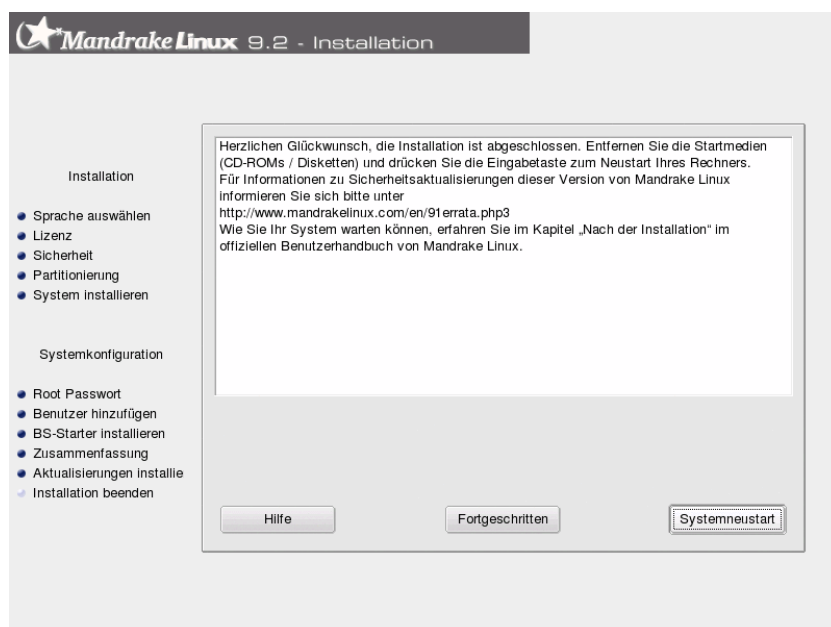 Mandrake Linux 9.2 - Installation
Installation
Sprache auswählen
Lizenz
Sicherheit
Partitionierung
System installieren
Systemkonfiguration
Root Passwort
Benutzer hinzufügen
BS-Starter installieren
Zusammenfassung
Aktualisierungen installie
Installation beenden
Herzlichen Glückwunsch, die Installation ist abgeschlossen. Entfernen Sie die Startmedien
(CD-ROMs / Disketten) und drücken Sie die Eingabetaste zum Neustart Ihres Rechners.
Für Informationen zu Sicherheitsaktualisierungen dieser Version von Mandrake Linux
informieren Sie sich bitte unter
http://www.mandrakelinux.com/en/91errata.php3
Wie Sie Ihr System warten können, erfahren Sie im Kapitel „Nach der Installation“ im
offiziellen Benutzerhandbuch von Mandrake Linux.
Hilfe
Fortgeschritten
Systemneustart